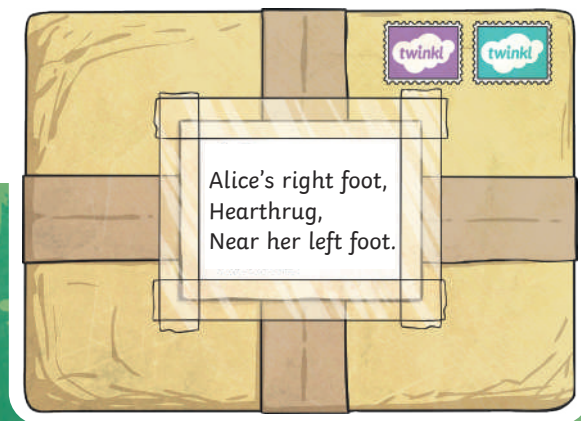 twinkl twinkl
Alice's right foot,
Hearthrug,
Near her left foot.